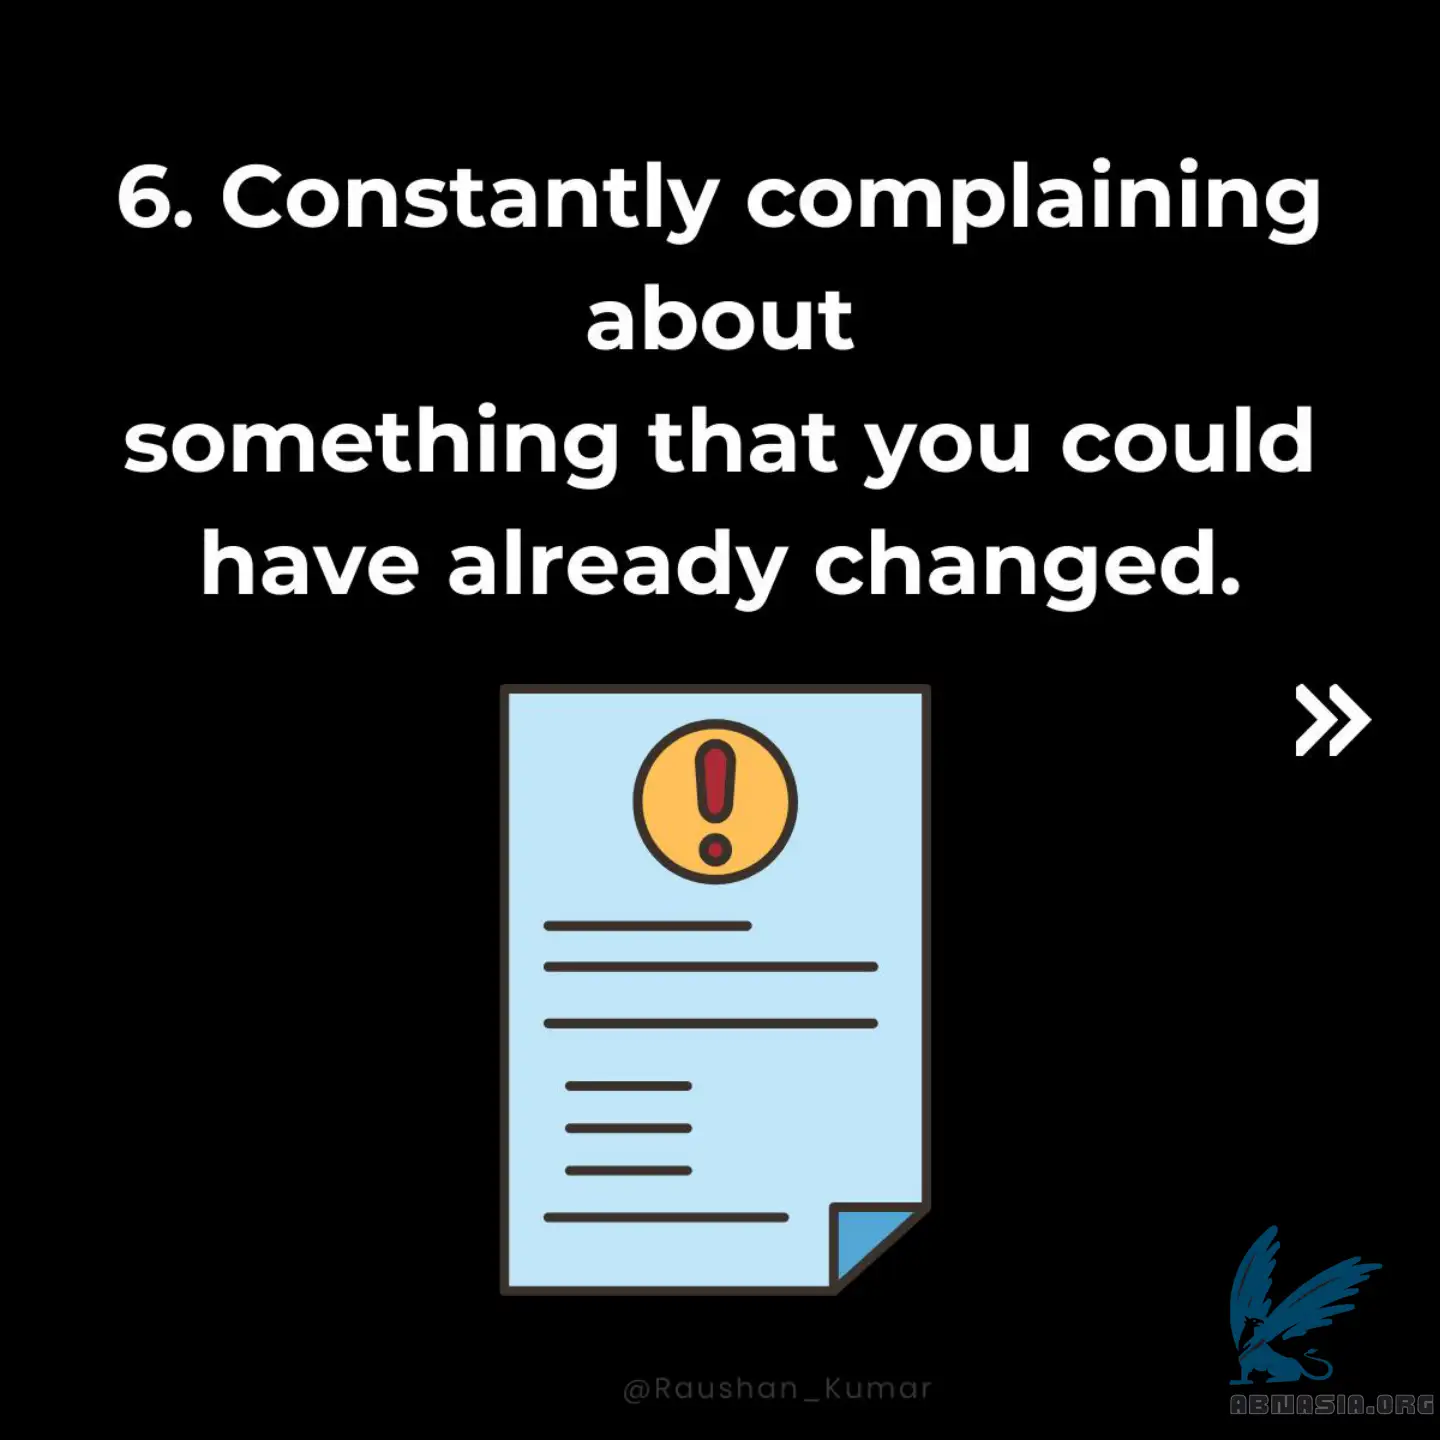 6. Constantly complaining
about
something that you could
have already changed.
@Raushan_Kumar
ABNASIA.ORG